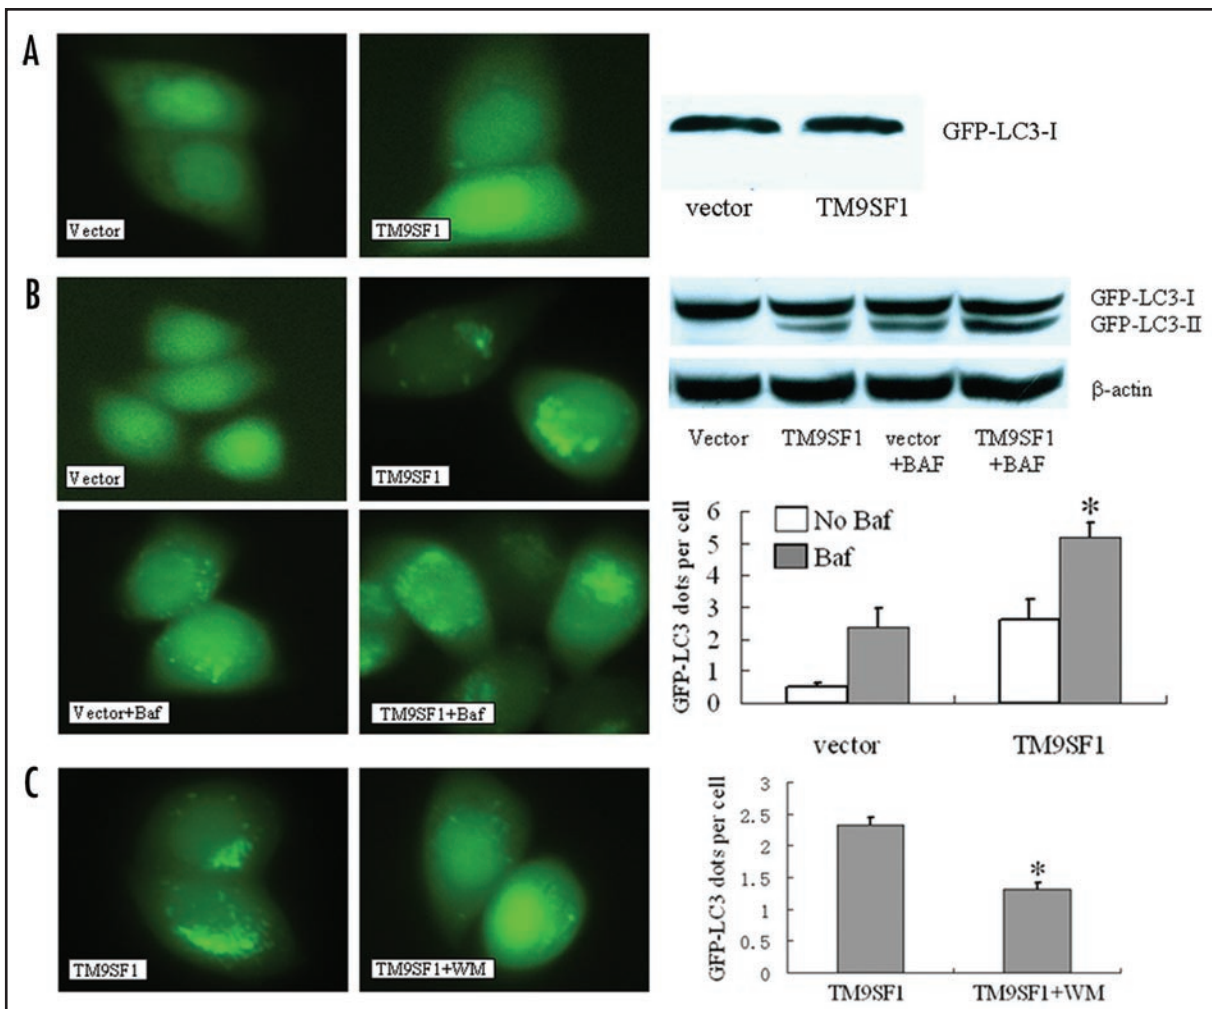 A
Vector
TM9SF1
GFP-LC3-I
vector TM9SF1
B
Vector
TM9SF1
GFP-LC3-I
GFP-LC3-II
β-actin
Vector TM9SF1 vector +BAF TM9SF1 +BAF
Vector+Baf
TM9SF1+Baf
GFP-LC3 dots per cell
6
5
4
3
2
1
0
No Baf
Baf
*
vector TM9SF1
C
TM9SF1
TM9SF1+WM
GFP-LC3 dots per cell
3
2.5
2
1.5
1
0.5
0
*
TM9SF1 TM9SF1+WM